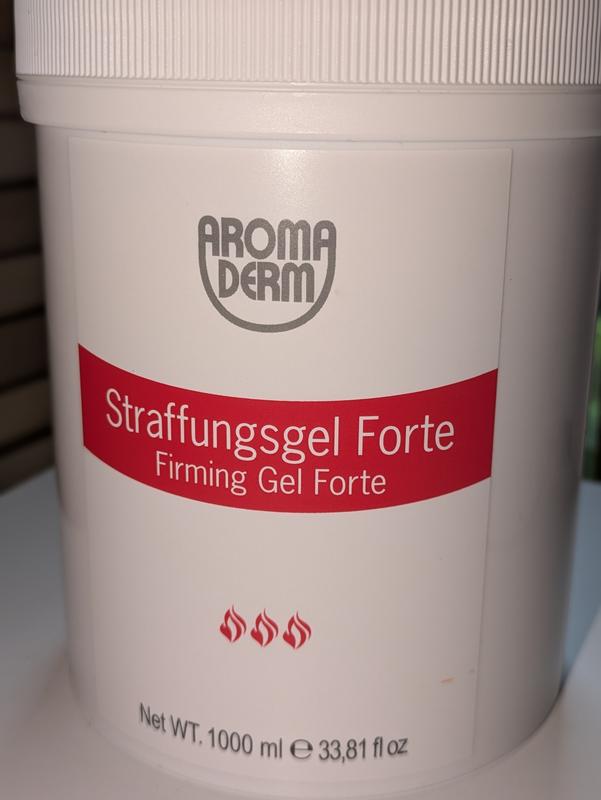 AROMA
DERM
Straffungsgel Forte
Firming Gel Forte
Net WT. 1000 ml ℮ 33,81 fl oz